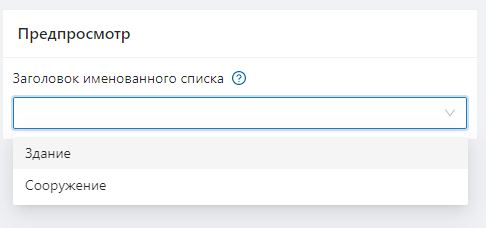 Предпросмотр
Заголовок именованного списка ?
Здание
Сооружение